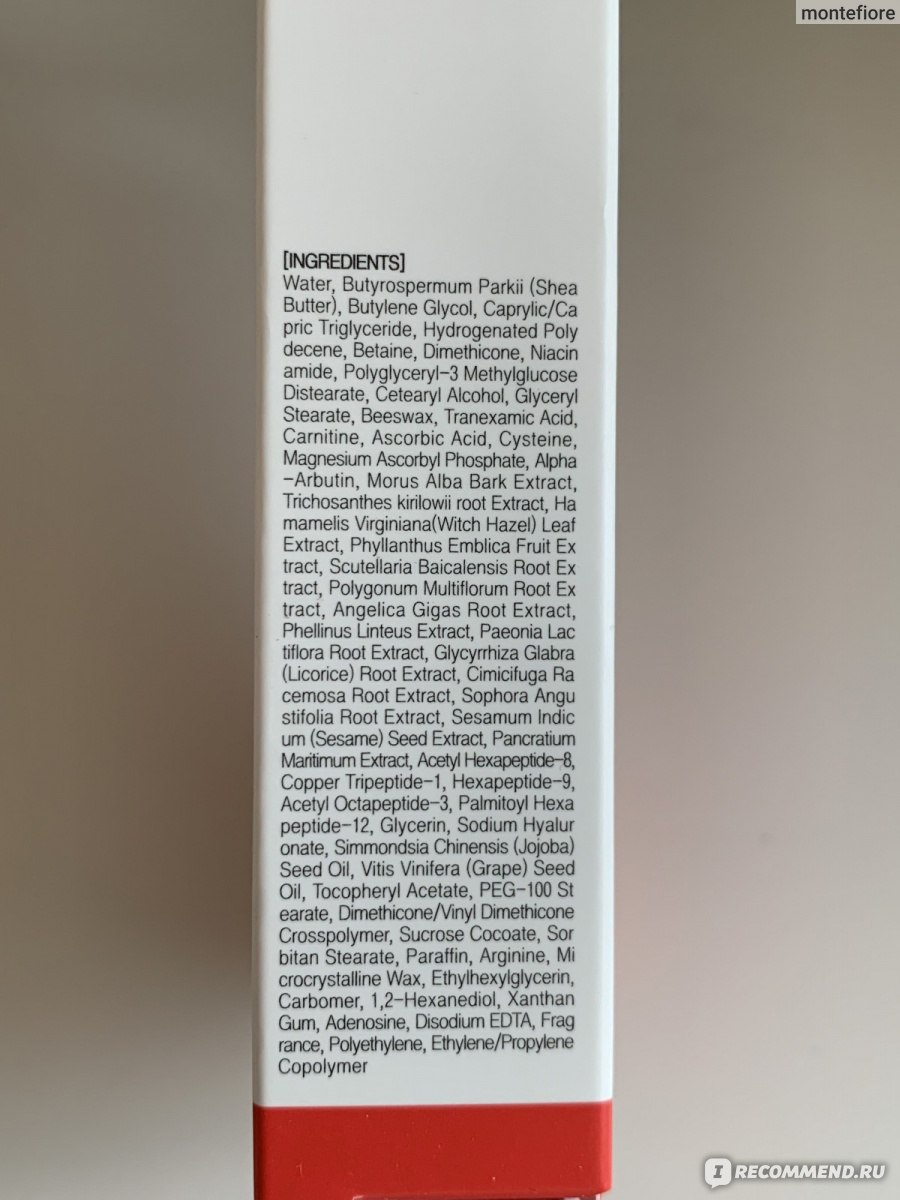 montefiore
[INGREDIENTS]
Water, Butyrospermum Parkii (Shea
Butter), Butylene Glycol, Caprylic/Ca
pric Triglyceride, Hydrogenated Poly
decene, Betaine, Dimethicone, Niacin
amide, Polyglyceryl-3 Methylglucose
Distearate, Cetearyl Alcohol, Glyceryl
Stearate, Beeswax, Tranexamic Acid,
Carnitine, Ascorbic Acid, Cysteine,
Magnesium Ascorbyl Phosphate, Alpha
-Arbutin, Morus Alba Bark Extract,
Trichosanthes kirilowii root Extract, Ha
mamelis Virginiana(Witch Hazel) Leaf
Extract, Phyllanthus Emblica Fruit Ex
tract, Scutellaria Baicalensis Root Ex
tract, Polygonum Multiflorum Root Ex
tract, Angelica Gigas Root Extract,
Phellinus Linteus Extract, Paeonia Lac
tiflora Root Extract, Glycyrrhiza Glabra
(Licorice) Root Extract, Cimicifuga Ra
cemosa Root Extract, Sophora Angu
stifolia Root Extract, Sesamum Indic
um (Sesame) Seed Extract, Pancratium
Maritimum Extract, Acetyl Hexapeptide-8,
Copper Tripeptide-1, Hexapeptide-9,
Acetyl Octapeptide-3, Palmitoyl Hexa
peptide-12, Glycerin, Sodium Hyalur
onate, Simmondsia Chinensis (Jojoba)
Seed Oil, Vitis Vinifera (Grape) Seed
Oil, Tocopheryl Acetate, PEG-100 St
earate, Dimethicone/Vinyl Dimethicone
Crosspolymer, Sucrose Cocoate, Sor
bitan Stearate, Paraffin, Arginine, Mi
crocrystalline Wax, Ethylhexylglycerin,
Carbomer, 1,2-Hexanediol, Xanthan
Gum, Adenosine, Disodium EDTA, Frag
rance, Polyethylene, Ethylene/Propylene
Copolymer
IRECOMMEND.RU